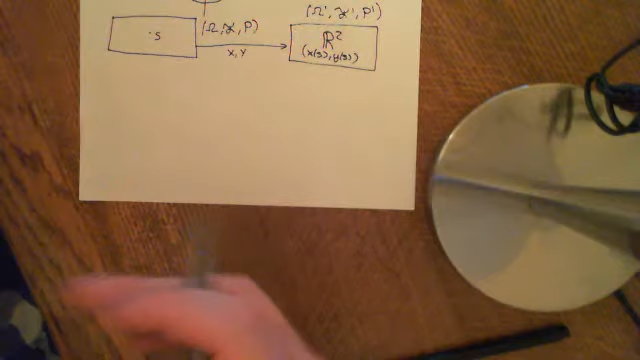 (Ω', ℱ', P')
·s
(Ω, ℱ, P)
x, y
ℝ²
(x(s), y(s))